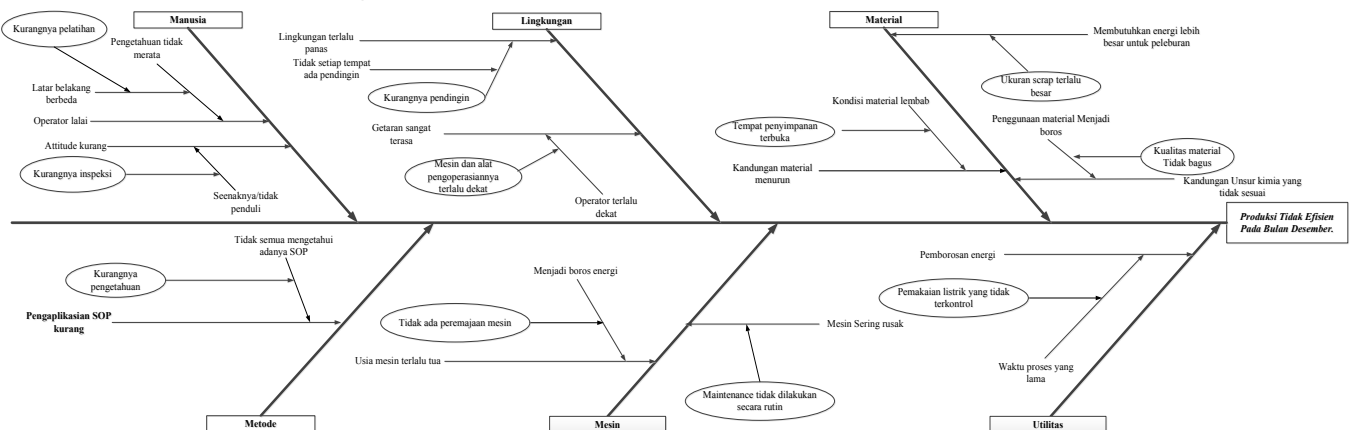 Manusia
Kurangnya pelatihan
Pengetahuan tidak
merata
Latar belakang
berbeda
Operator lalai
Attitude kurang
Kurangnya inspeksi
Seenaknya/tidak
penduli
Lingkungan
Lingkungan terlalu
panas
Tidak setiap tempat
ada pendingin
Kurangnya pendingin
Getaran sangat
terasa
Mesin dan alat
pengoperasiannya
terlalu dekat
Operator terlalu
dekat
Material
Membutuhkan energi lebih
besar untuk peleburan
Ukuran scrap terlalu
besar
Kondisi material lembab
Tempat penyimpanan
terbuka
Kandungan material
menurun
Penggunaan material Menjadi
boros
Kualitas material
Tidak bagus
Kandungan Unsur kimia yang
tidak sesuai
Produksi Tidak Efisien
Pada Bulan Desember.
Tidak semua mengetahui
adanya SOP
Kurangnya
pengetahuan
Pengaplikasian SOP
kurang
Metode
Menjadi boros energi
Tidak ada peremajaan mesin
Usia mesin terlalu tua
Mesin Sering rusak
Maintenance tidak dilakukan
secara rutin
Mesin
Pemborosan energi
Pemakaian listrik yang tidak
terkontrol
Waktu proses yang
lama
Utilitas